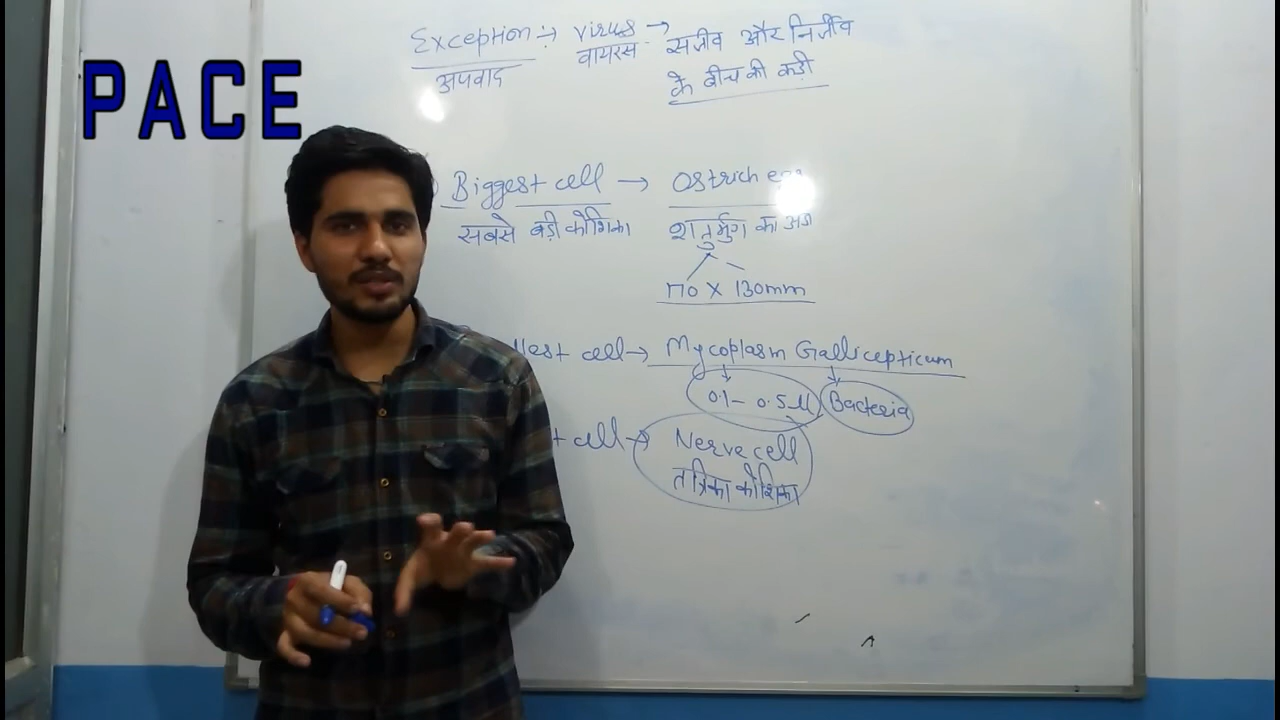 PACE
Exception :- virus → सजीव और निर्जीव
अपवाद वायरस के बीच की कड़ी
Biggest cell → Ostrich egg
सबसे बड़ी कोशिका शतुर्मुग का अंडा
170 x 130mm
llest cell → Mycoplasm Gallicepticum
0.1 - 0.5 µ Bacteria
t cell → Nerve cell
तंत्रिका कोशिका